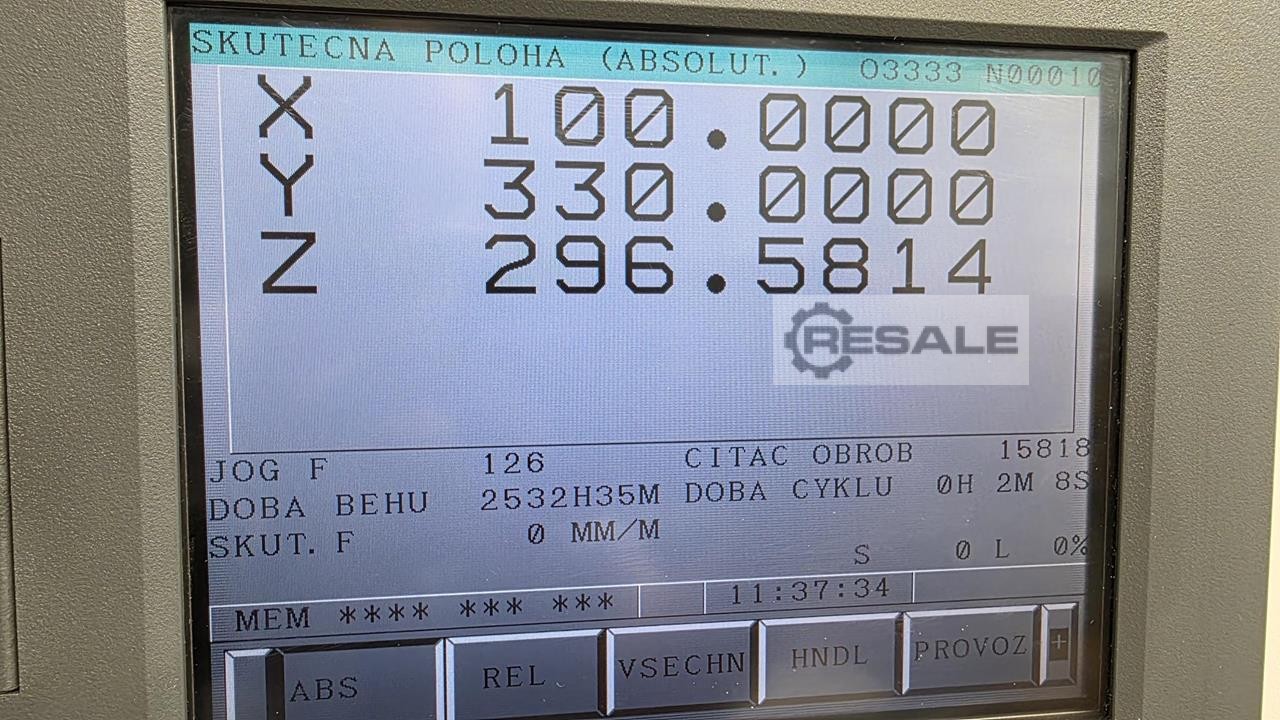 SKUTECNA POLOHA (ABSOLUT.) O3333 N00010
X 100.0000
Y 330.0000
Z 296.5814
RESALE
JOG F 126 CITAC OBROB 15818
DOBA BEHU 2532H35M DOBA CYKLU 0H 2M 8S
SKUT. F 0 MM/M
S 0 L 0%
MEM **** *** *** 11:37:34
ABS REL VSECHN HNDL PROVOZ +